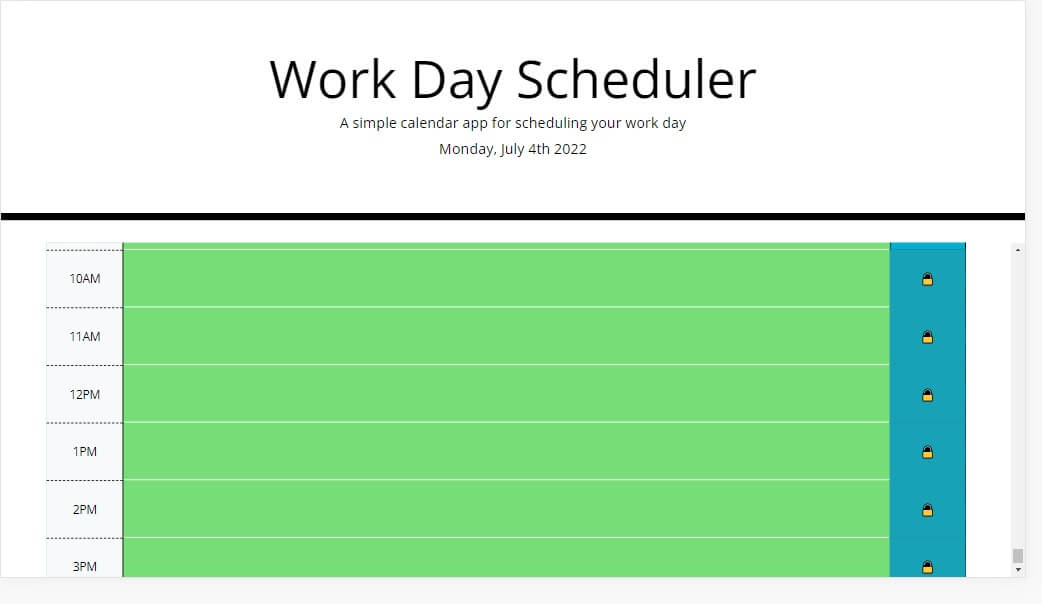 Work Day Scheduler
A simple calendar app for scheduling your work day
Monday, July 4th 2022
10AM
11AM
12PM
1PM
2PM
3PM